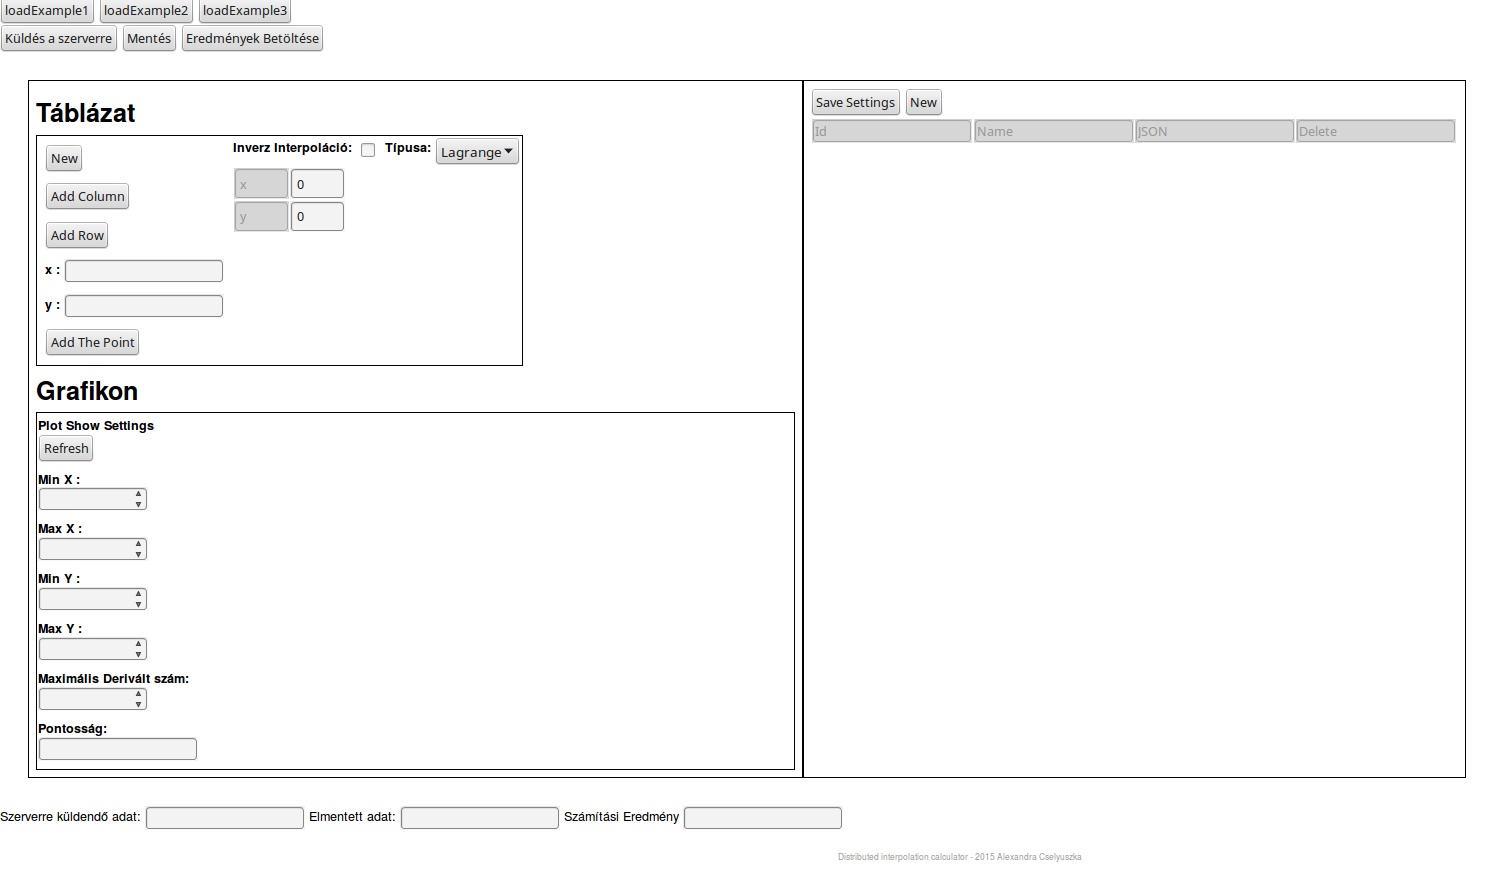 loadExample1 loadExample2 loadExample3
Küldés a szerverre Mentés Eredmények Betöltése
Táblázat
New
Inverz Interpoláció: Típusa: Lagrange
Add Column
x 0
y 0
Add Row
x :
y :
Add The Point
Grafikon
Plot Show Settings
Refresh
Min X :
Max X :
Min Y :
Max Y :
Maximális Derivált szám:
Pontosság:
Save Settings New
Id Name JSON Delete
Szerverre küldendő adat: Elmentett adat: Számítási Eredmény
Distributed interpolation calculator - 2015 Alexandra Cselyuszka